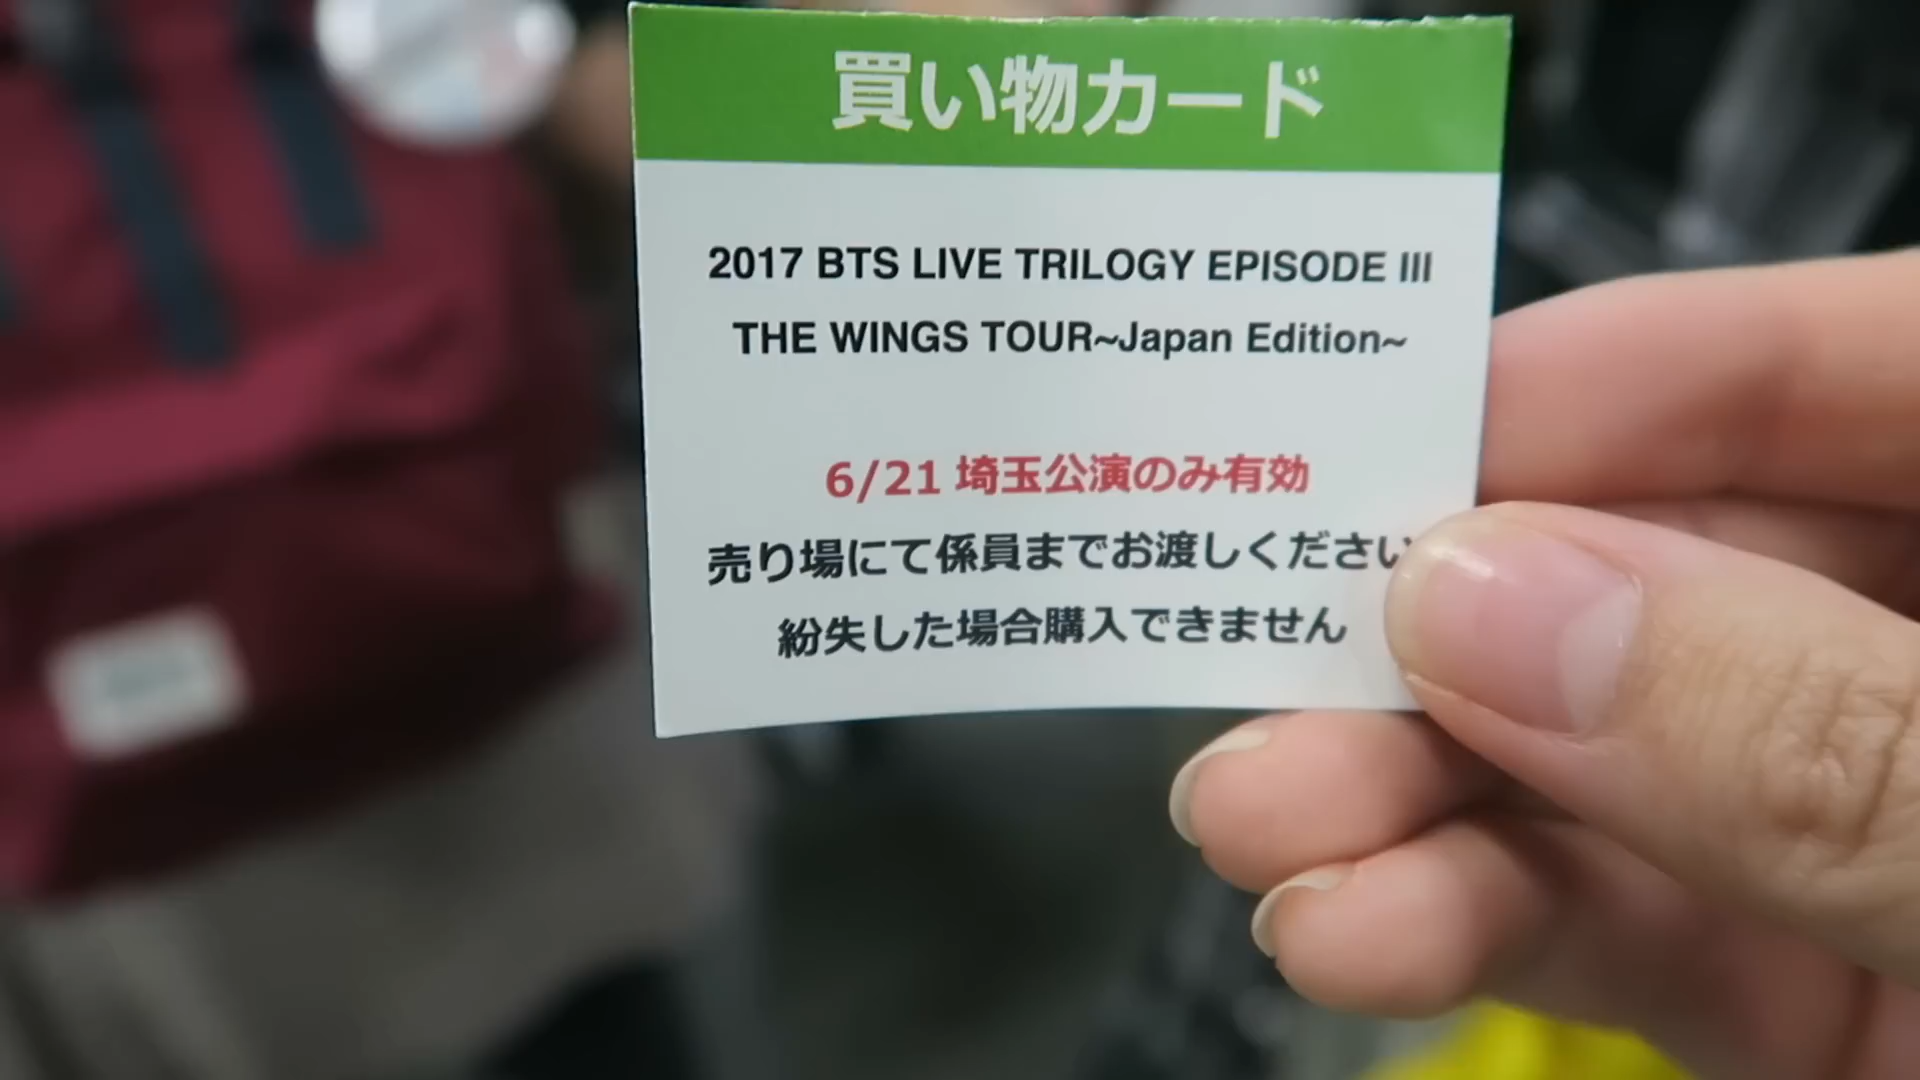 買い物カード
2017 BTS LIVE TRILOGY EPISODE III
THE WINGS TOUR~Japan Edition~
6/21 埼玉公演のみ有効
売り場にて係員までお渡しください
紛失した場合購入できません